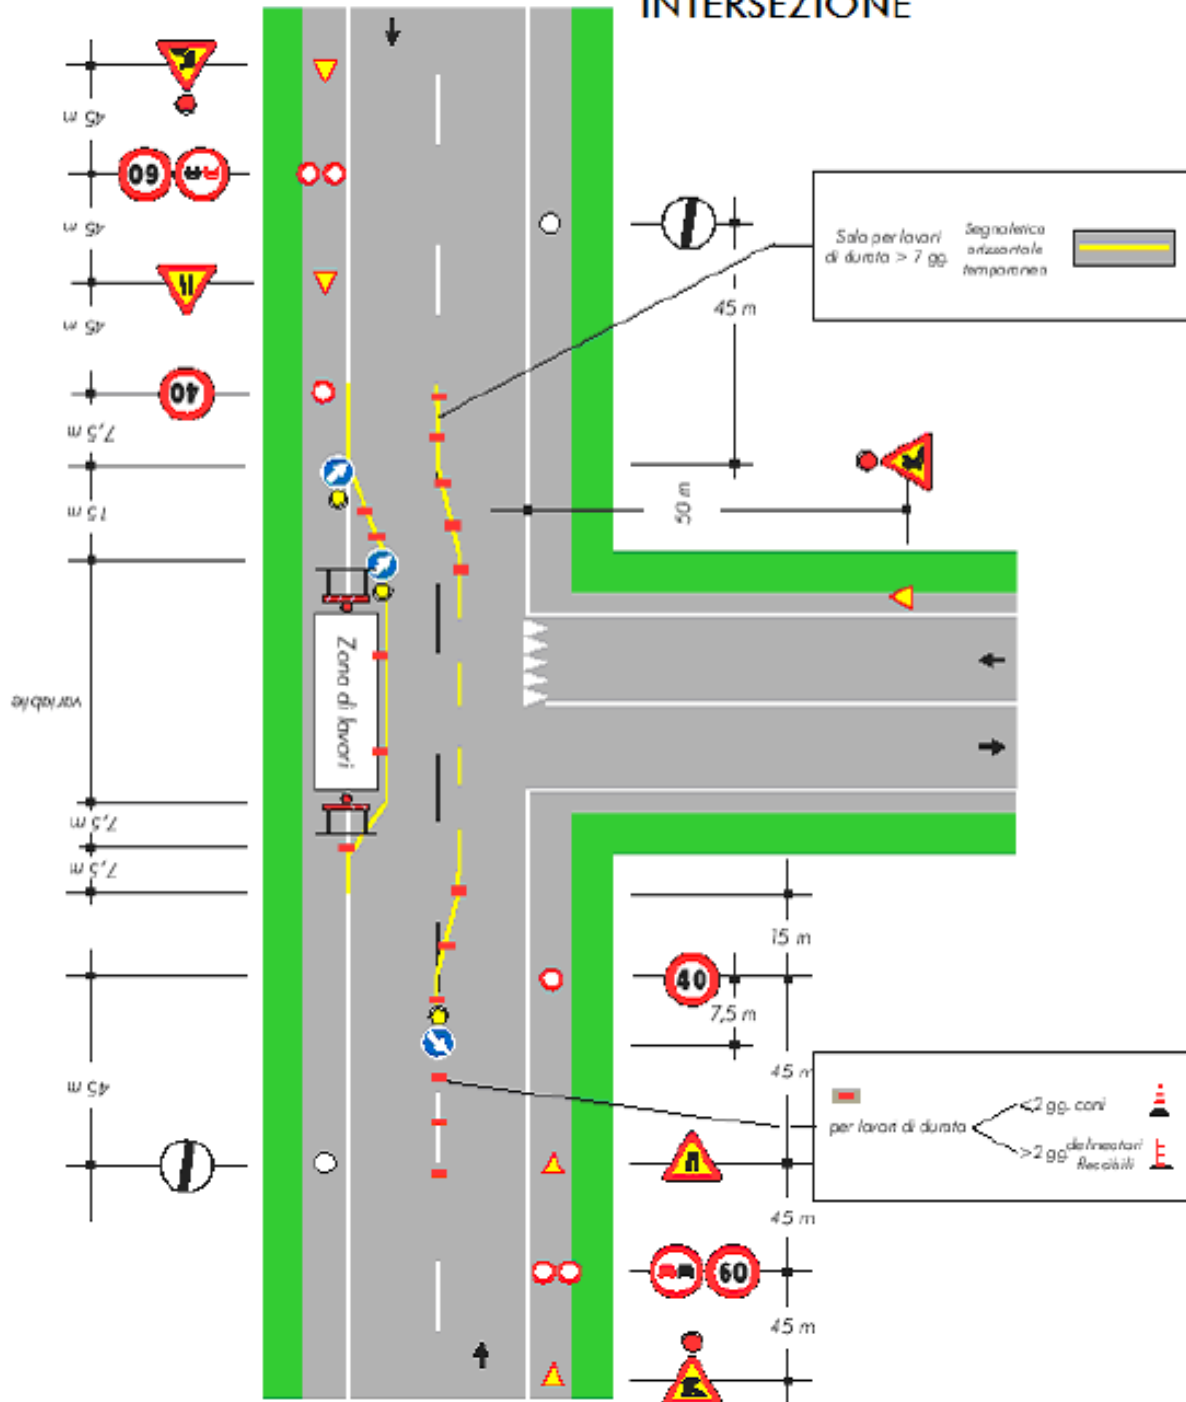 INTERSEZIONE
45 m
60
45 m
45 m
40
7,5 m
15 m
variabile
7,5 m
7,5 m
45 m
Zona di lavori
45 m
50 m
Solo per lavori
di durata > 7 gg.
Segnaletica
orizzontale
temporanea
15 m
40
7,5 m
45 m
per lavori di durata
<2 gg. coni
>2 gg delineatori
flessibili
45 m
60
45 m